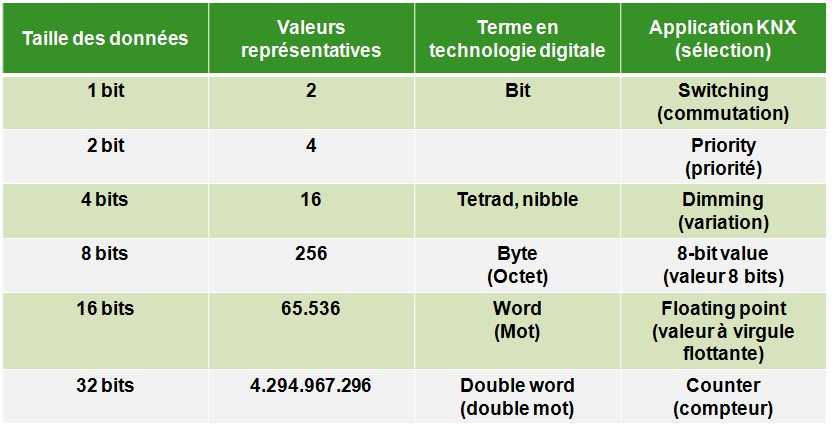 Taille des données
Valeurs
représentatives
Terme en
technologie digitale
Application KNX
(sélection)
1 bit
2
Bit
Switching
(commutation)
2 bit
4
Priority
(priorité)
4 bits
16
Tetrad, nibble
Dimming
(variation)
8 bits
256
Byte
(Octet)
8-bit value
(valeur 8 bits)
16 bits
65.536
Word
(Mot)
Floating point
(valeur à virgule
flottante)
32 bits
4.294.967.296
Double word
(double mot)
Counter
(compteur)